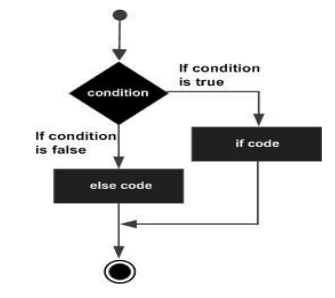 If condition
is true
condition
If condition
is false
if code
else code